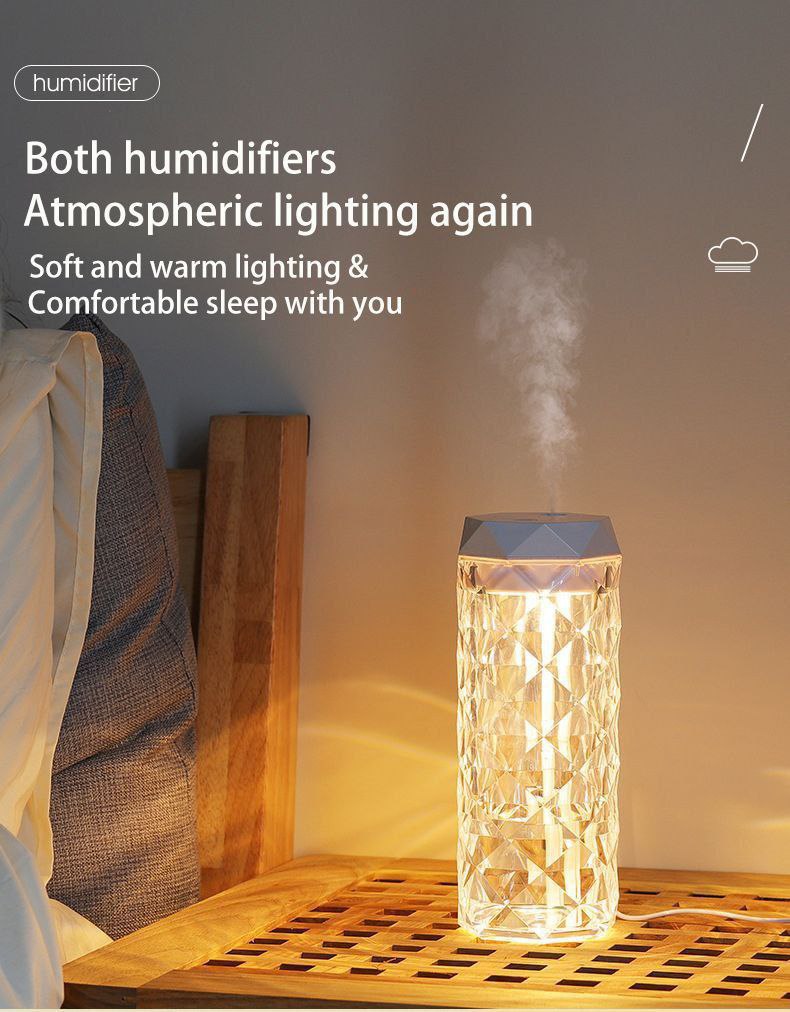 humidifier
Both humidifiers
Atmospheric lighting again
Soft and warm lighting &
Comfortable sleep with you